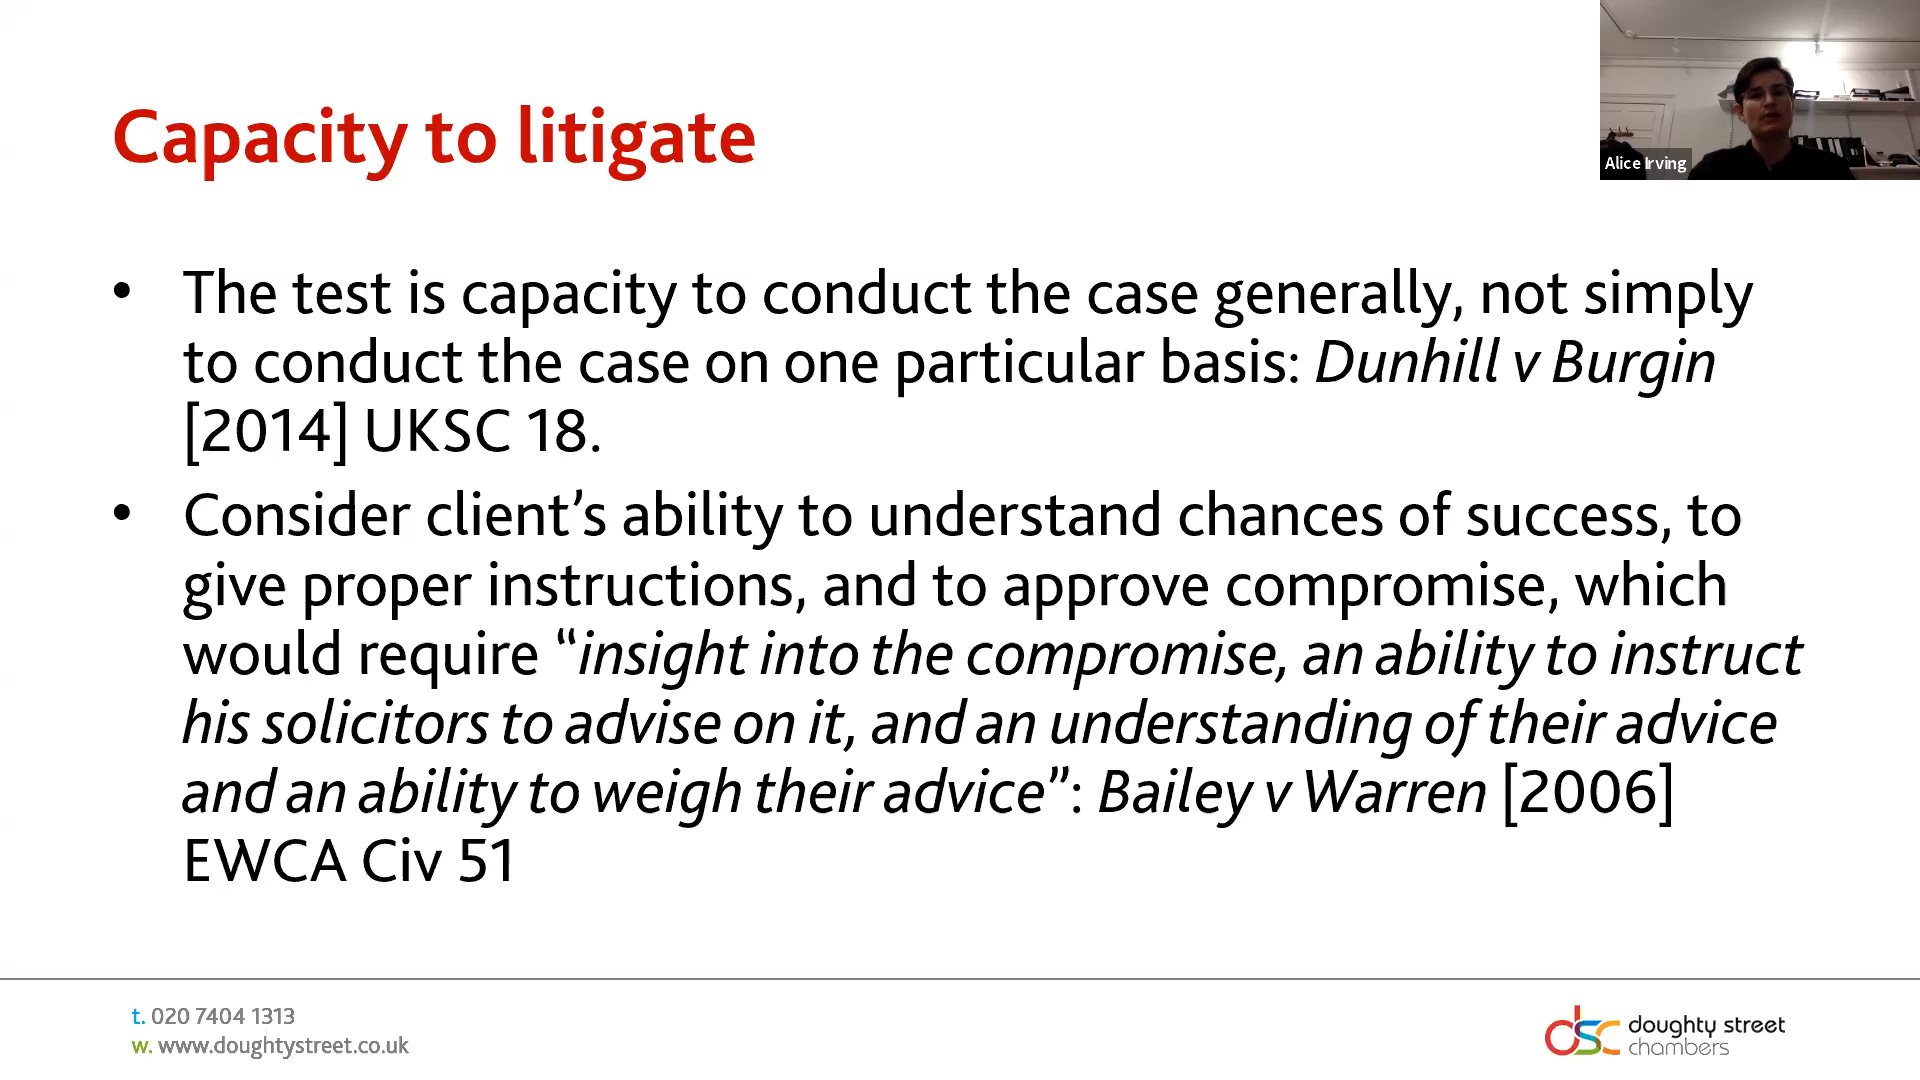 Capacity to litigate
Alice Irving
• The test is capacity to conduct the case generally, not simply
to conduct the case on one particular basis: Dunhill v Burgin
[2014] UKSC 18.
• Consider client’s ability to understand chances of success, to
give proper instructions, and to approve compromise, which
would require “insight into the compromise, an ability to instruct
his solicitors to advise on it, and an understanding of their advice
and an ability to weigh their advice”: Bailey v Warren [2006]
EWCA Civ 51
t. 020 7404 1313
w. www.doughtystreet.co.uk
dsc doughty street
chambers